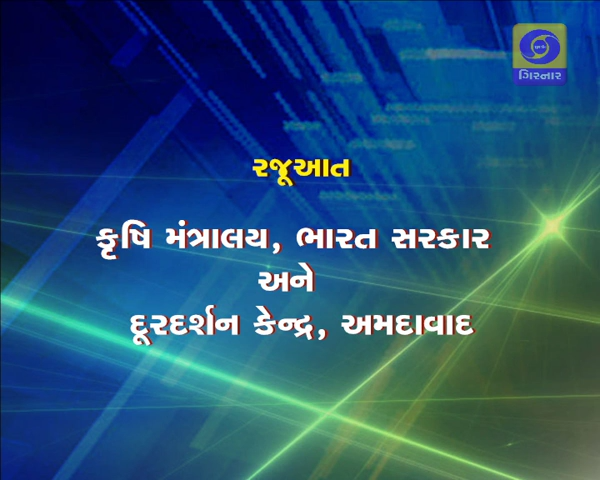 ગિરનાર
રજૂઆત
કૃષિ મંત્રાલય, ભારત સરકાર
અને
દૂરદર્શન કેન્દ્ર, અમદાવાદ